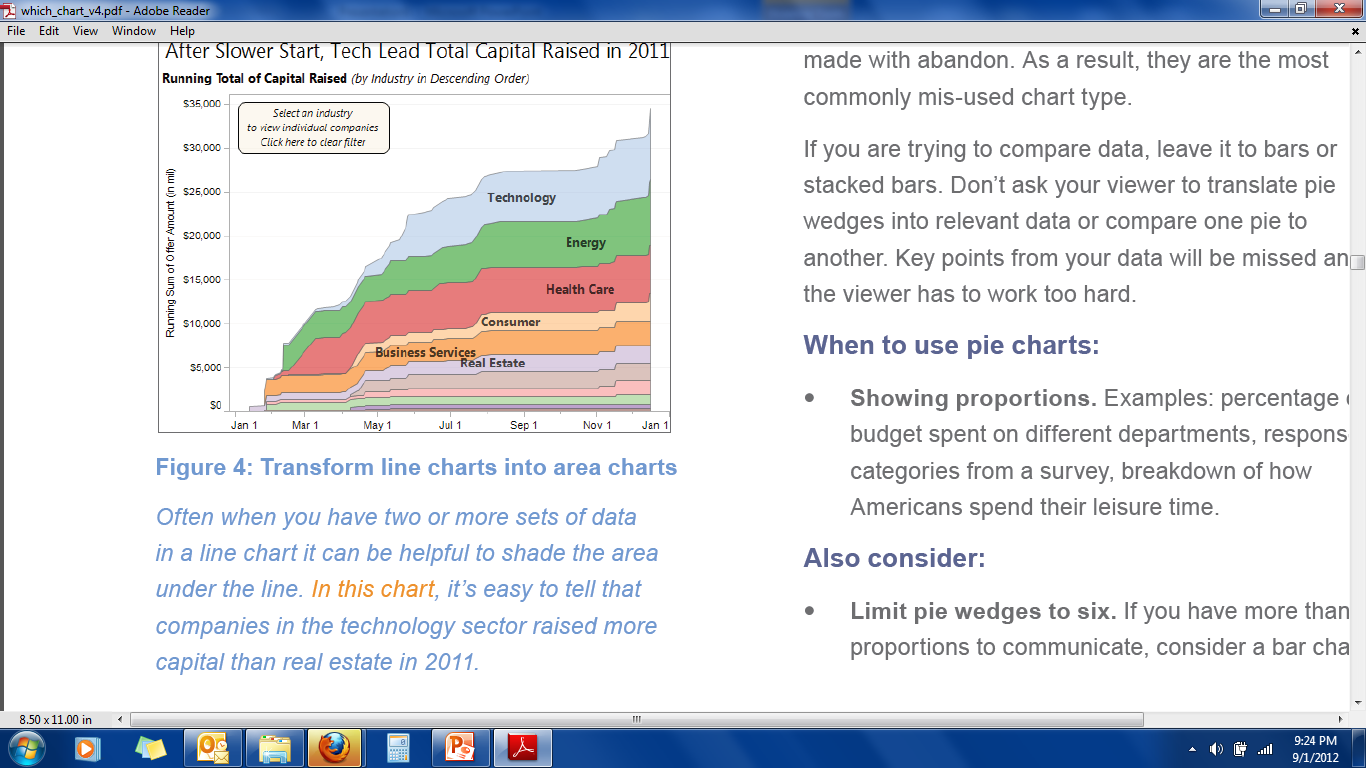 which_chart_v4.pdf - Adobe Reader
File Edit View Window Help
After Slower Start, Tech Lead Total Capital Raised in 2011
Running Total of Capital Raised (by Industry in Descending Order)
Running Sum of Offer Amount (in mil)
$35,000
$30,000
$25,000
$20,000
$15,000
$10,000
$5,000
$0
Select an industry
to view individual companies
Click here to clear filter
Technology
Energy
Health Care
Consumer
Business Services
Real Estate
Jan 1 Mar 1 May 1 Jul 1 Sep 1 Nov 1 Jan 1
Figure 4: Transform line charts into area charts
Often when you have two or more sets of data
in a line chart it can be helpful to shade the area
under the line. In this chart, it’s easy to tell that
companies in the technology sector raised more
capital than real estate in 2011.
made with abandon. As a result, they are the most
commonly mis-used chart type.
If you are trying to compare data, leave it to bars or
stacked bars. Don’t ask your viewer to translate pie
wedges into relevant data or compare one pie to
another. Key points from your data will be missed an
the viewer has to work too hard.
When to use pie charts:
• Showing proportions. Examples: percentage
budget spent on different departments, respons
categories from a survey, breakdown of how
Americans spend their leisure time.
Also consider:
• Limit pie wedges to six. If you have more than
proportions to communicate, consider a bar cha
8.50 x 11.00 in
9:24 PM
9/1/2012